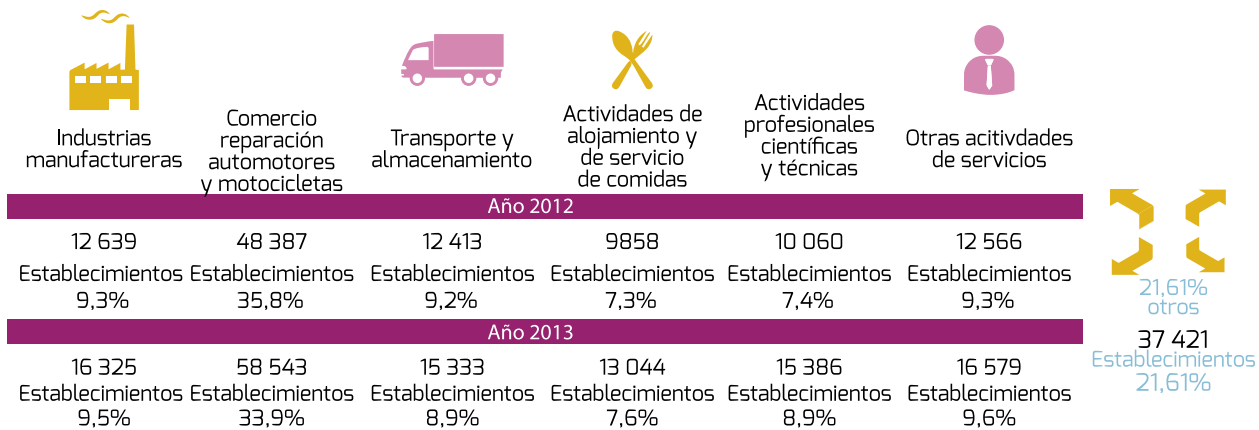 Industrias
manufactureras
Comercio
reparación
automotores
y motocicletas
Transporte y
almacenamiento
Actividades de
alojamiento y
de servicio
de comidas
Actividades
profesionales
científicas
y técnicas
Otras acitivdades
de servicios
Año 2012
12 639 48 387 12 413 9858 10 060 12 566
Establecimientos Establecimientos Establecimientos Establecimientos Establecimientos Establecimientos
9,3% 35,8% 9,2% 7,3% 7,4% 9,3%
Año 2013
16 325 58 543 15 333 13 044 15 386 16 579
Establecimientos Establecimientos Establecimientos Establecimientos Establecimientos Establecimientos
9,5% 33,9% 8,9% 7,6% 8,9% 9,6%
21,61%
otros
37 421
Establecimientos
21,61%